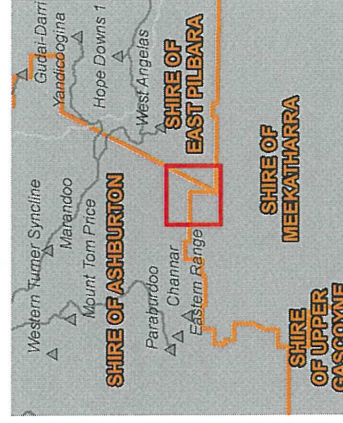 Gudai-Darri
Yandicoogina
Hope Downs 1
West Angelas
Western Turner Syncline
Marandoo
Mount Tom Price
SHIRE OF
EAST PILBARA
SHIRE OF ASHBURTON
Paraburdoo
Channar
Eastern Range
SHIRE OF
MEEKATHARRA
SHIRE
OF UPPER
GASCOYNE